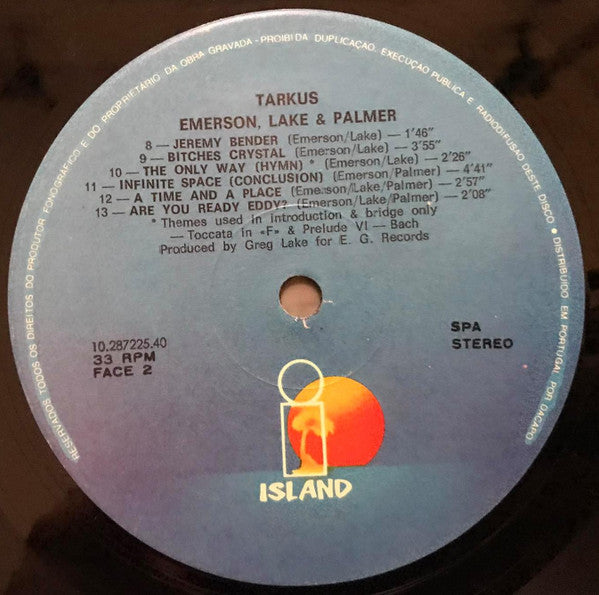 RESERVADOS TODOS OS DIREITOS DO PRODUTOR FONOGRÁFICO E DO PROPRIETÁRIO DA OBRA GRAVADA - PROIBIDA DUPLICAÇÃO, EXECUÇÃO PUBLICA E RADIODIFUSÃO DESTE DISCO • DISTRIBUIDO EM PORTUGAL POR DACAPO
TARKUS
EMERSON, LAKE & PALMER
8 — JEREMY BENDER (Emerson/Lake) — 1'46"
9 — BITCHES CRYSTAL (Emerson/Lake) — 3'55"
10 — THE ONLY WAY (HYMN) * (Emerson/Lake) — 2'26"
11 — INFINITE SPACE (CONCLUSION) (Emerson/Palmer) — 4'41"
12 — A TIME AND A PLACE (Emerson/Lake/Palmer) — 2'57"
13 — ARE YOU READY EDDY? (Emerson/Lake/Palmer) — 2'08"
* Themes used in introduction & bridge only
— Toccata in «F» & Prelude VI — Bach
Produced by Greg Lake for E. G. Records
10.287225.40
33 RPM
FACE 2
SPA
STEREO
ISLAND